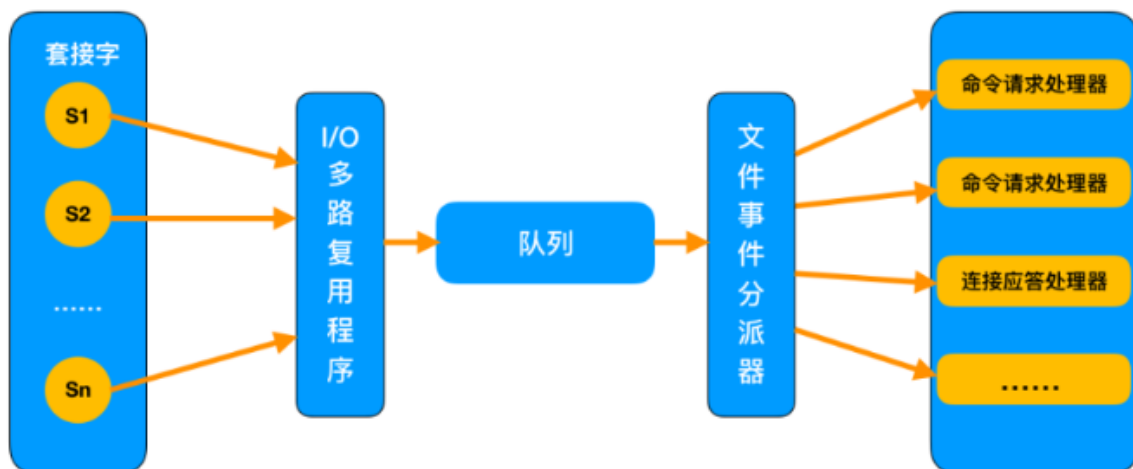 套接字
S1
S2
......
Sn
I/O多路复用程序
队列
文件事件分派器
命令请求处理器
命令请求处理器
连接应答处理器
......